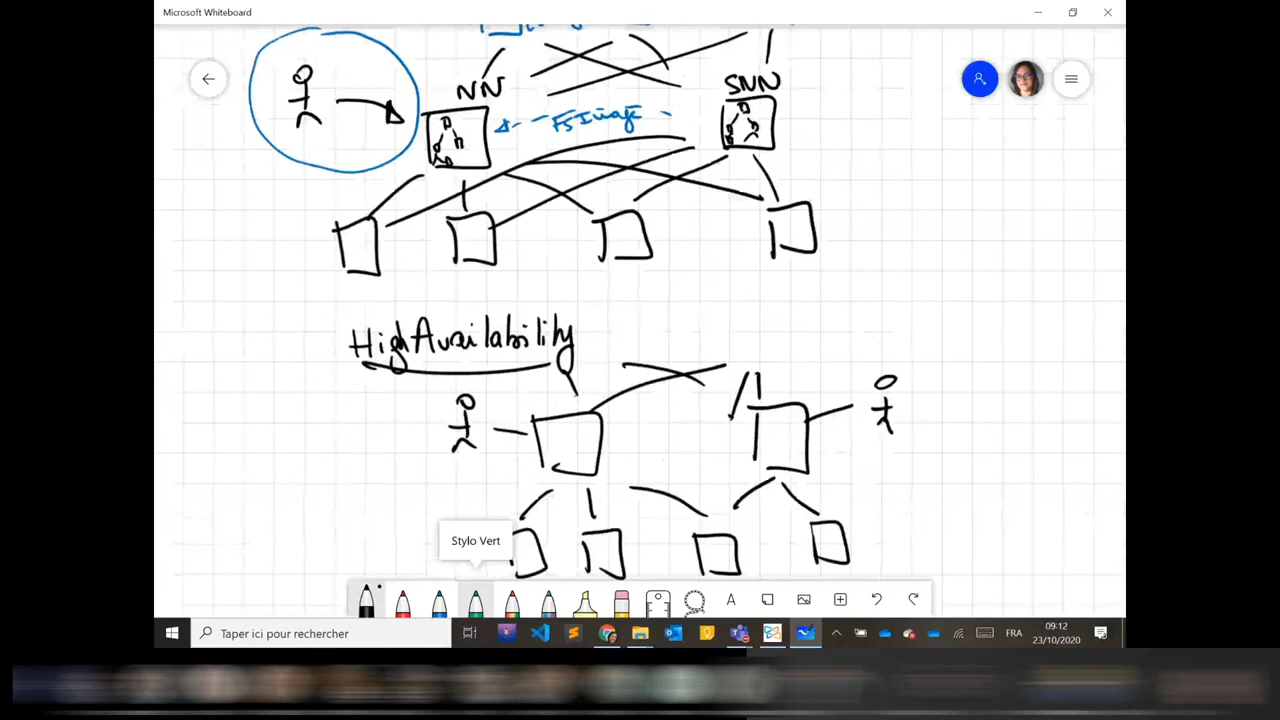 Microsoft Whiteboard
NN
SNN
FSImage
HighAvailability
Stylo Vert
A
Taper ici pour rechercher
FRA
09:12
23/10/2020